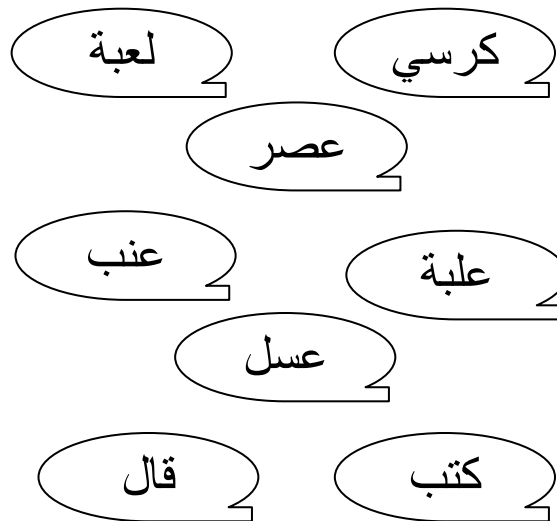 كرسي
لعبة
عصر
علبة
عنب
عسل
كتب
قال